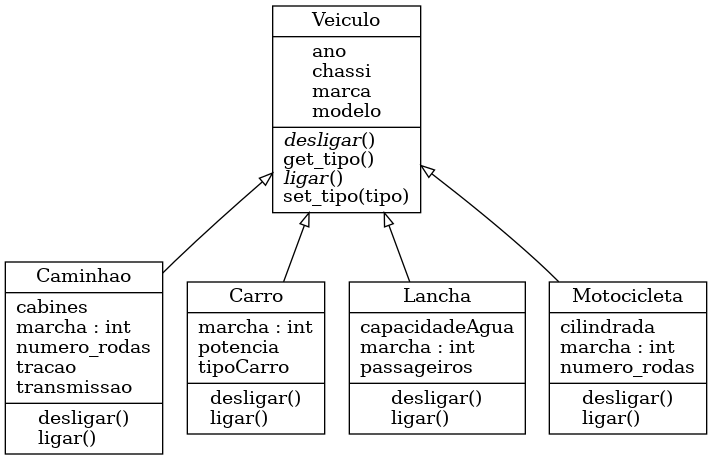 Veiculo
ano
chassi
marca
modelo
desligar()
get_tipo()
ligar()
set_tipo(tipo)
Caminhao
cabines
marcha : int
numero_rodas
tracao
transmissao
desligar()
ligar()
Carro
marcha : int
potencia
tipoCarro
desligar()
ligar()
Lancha
capacidadeAgua
marcha : int
passageiros
desligar()
ligar()
Motocicleta
cilindrada
marcha : int
numero_rodas
desligar()
ligar()